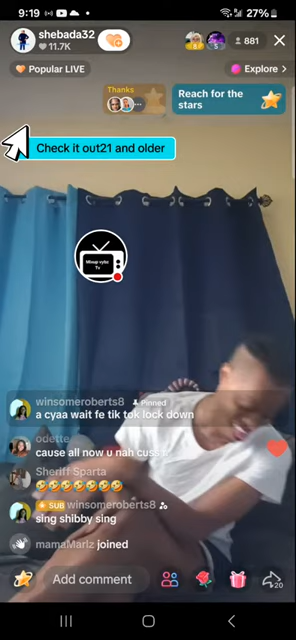 9:19
27%
shebada32
11.7K
881
Popular LIVE
Explore >
Thanks
Reach for the
stars
Check it out21 and older
Tv
winsomeroberts8 Pinned
a cyaa wait fe tik tok lock down
odette
cause all now u nah cuss
Sheriff Sparta
🤣🤣🤣🤣🤣🤣🤣
SUB winsomeroberts8
sing shibby sing
mamaMarlz joined
Add comment
20